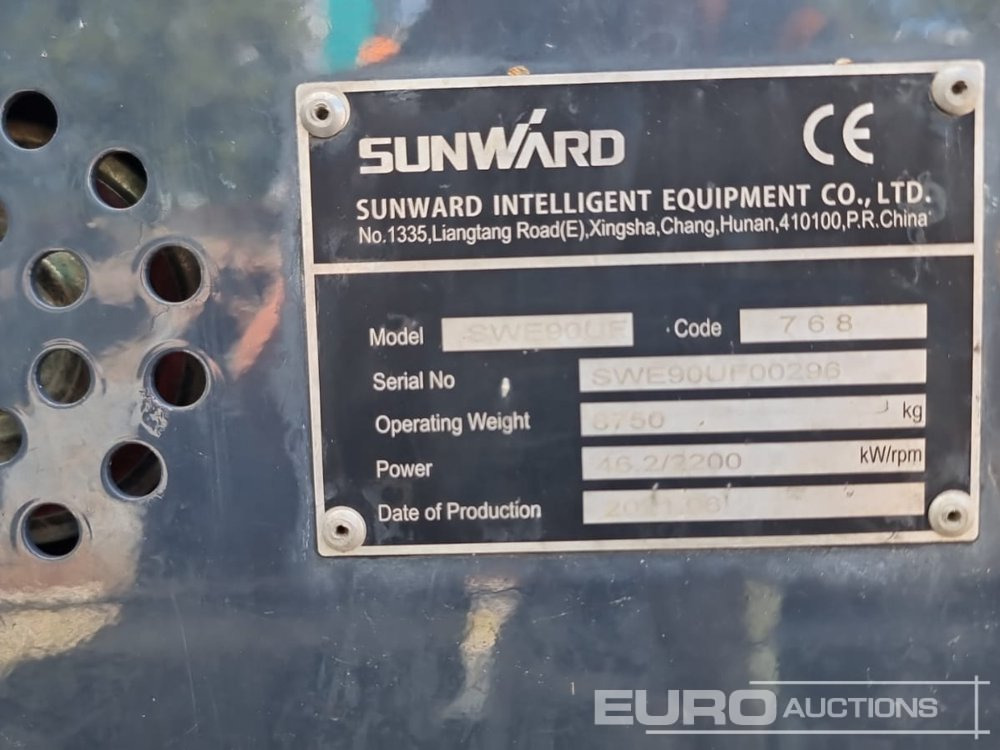 SUNWARD
CE
SUNWARD INTELLIGENT EQUIPMENT CO., LTD.
No.1335,Liangtang Road(E),Xingsha,Chang,Hunan,410100,P.R.China
Model SWE90UF Code 768
Serial No SWE90UF00296
Operating Weight 8750 kg
Power 46.2/2200 kW/rpm
Date of Production
EURO AUCTIONS